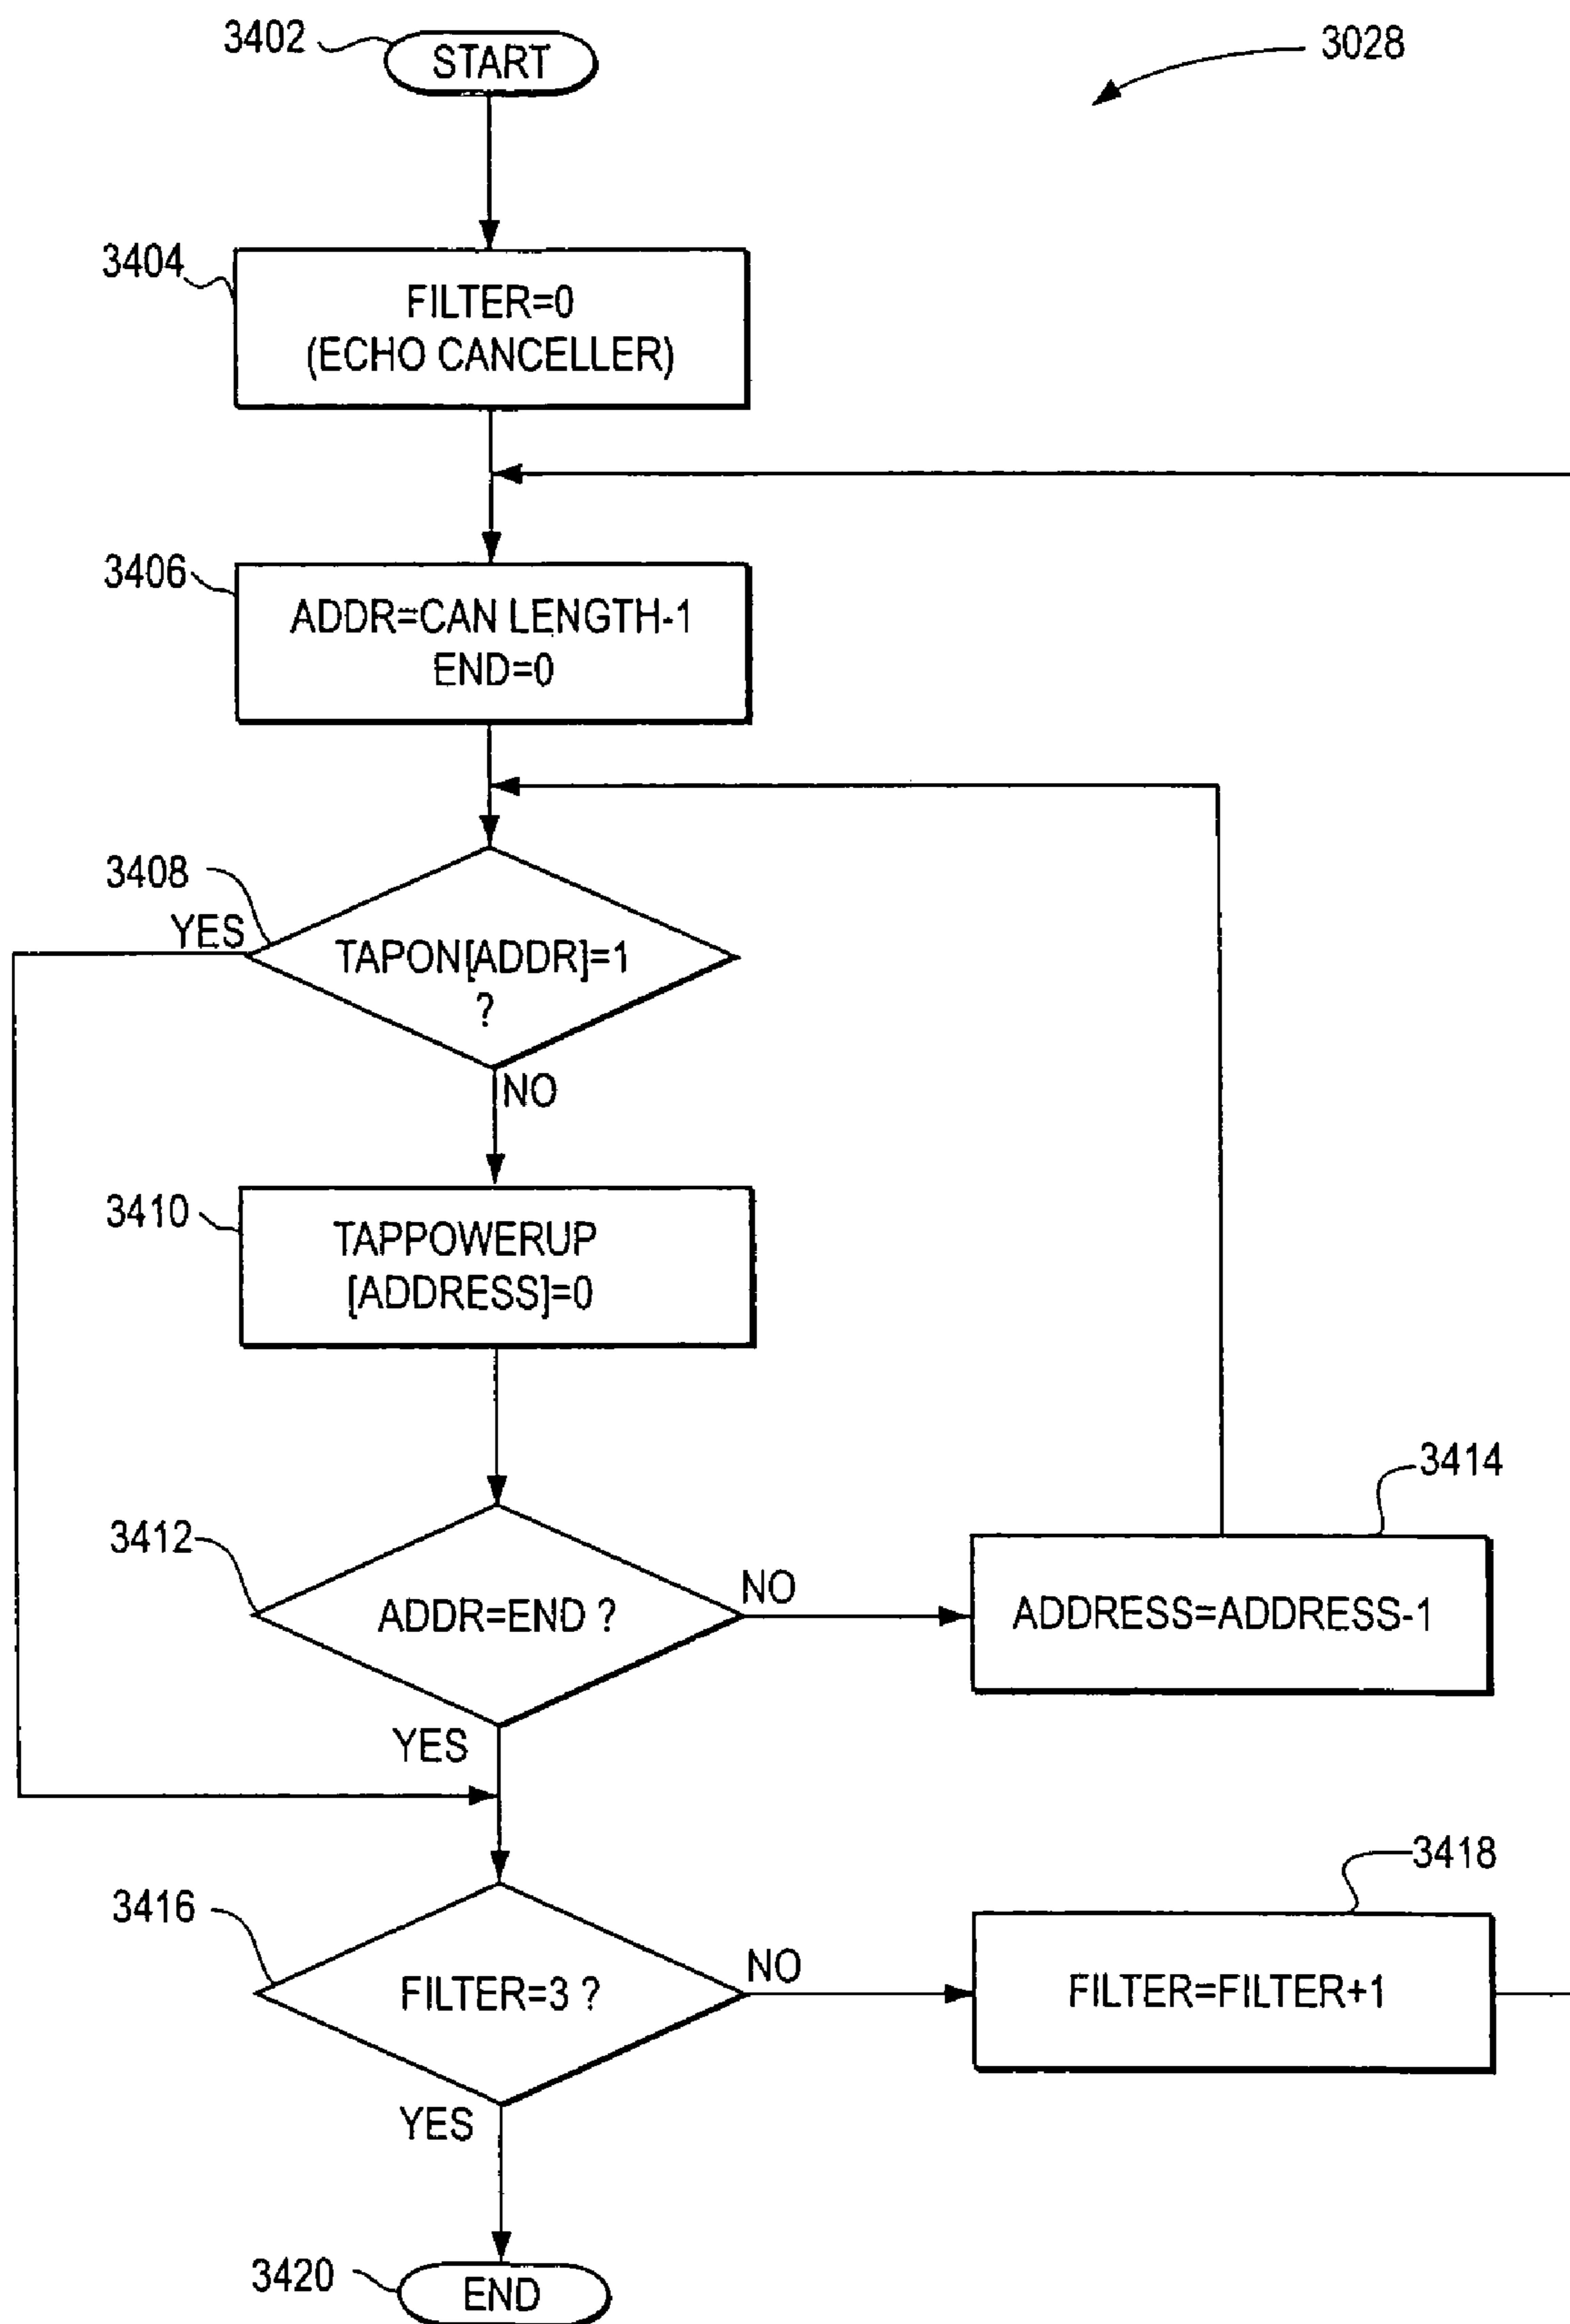 3402
START
3028
3404
FILTER=0
(ECHO CANCELLER)
3406
ADDR=CAN LENGTH-1
END=0
3408
YES
TAPON[ADDR]=1
?
NO
3410
TAPPOWERUP
[ADDRESS]=0
3414
3412
ADDR=END ?
NO
ADDRESS=ADDRESS-1
YES
3418
3416
FILTER=3 ?
NO
FILTER=FILTER+1
YES
3420
END